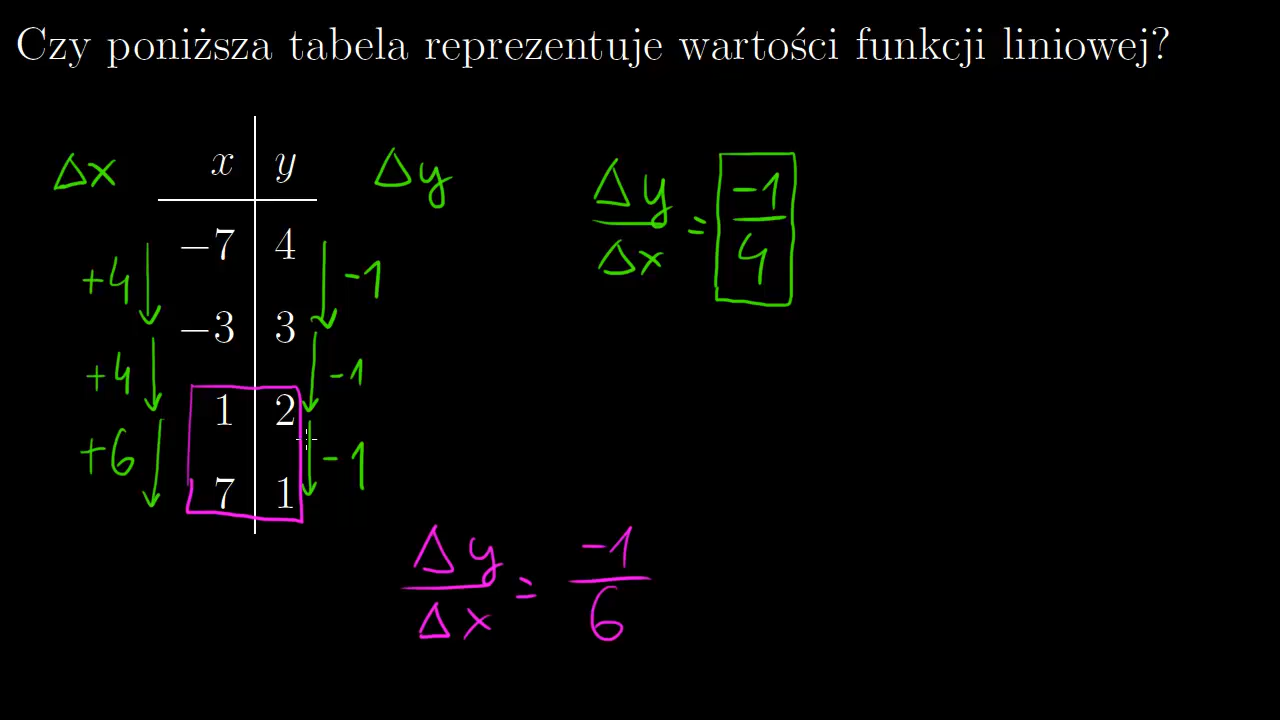 Czy poniższa tabela reprezentuje wartości funkcji liniowej?
Δx x y Δy
−7 4
+4 -1
−3 3
+4 -1
1 2
+6 -1
7 1
Δy/Δx = -1/4
Δy/Δx = -1/6